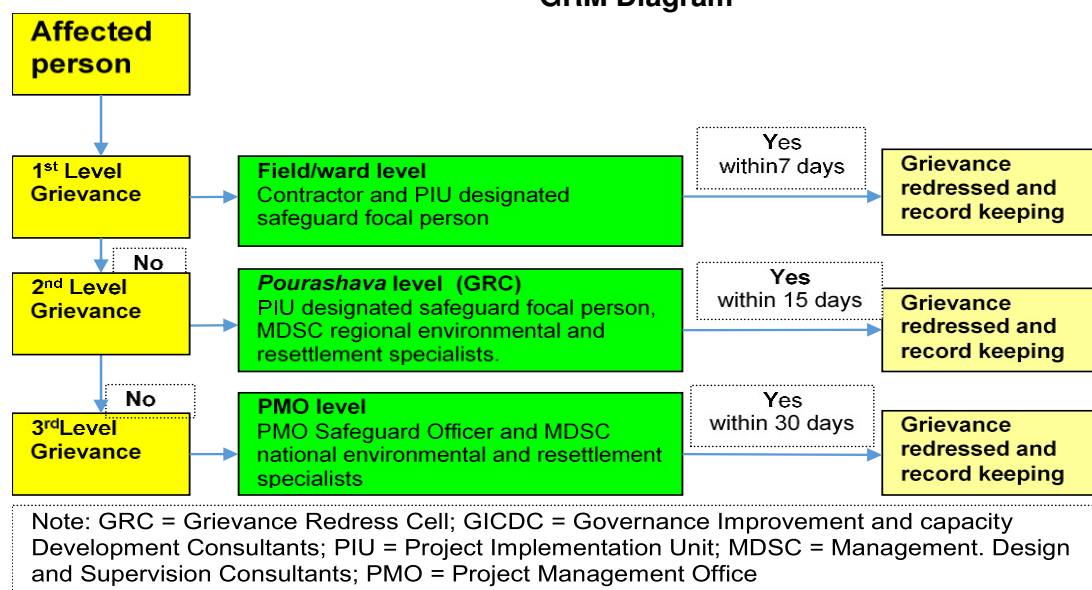 GRM Diagram
Affected
person
1st Level
Grievance
Field/ward level
Contractor and PIU designated
safeguard focal person
Yes
within7 days
Grievance
redressed and
record keeping
No
2nd Level
Grievance
Pourashava level (GRC)
PIU designated safeguard focal person,
MDSC regional environmental and
resettlement specialists.
Yes
within 15 days
Grievance
redressed and
record keeping
No
3rdLevel
Grievance
PMO level
PMO Safeguard Officer and MDSC
national environmental and resettlement
specialists
Yes
within 30 days
Grievance
redressed and
record keeping
Note: GRC = Grievance Redress Cell; GICDC = Governance Improvement and capacity
Development Consultants; PIU = Project Implementation Unit; MDSC = Management. Design
and Supervision Consultants; PMO = Project Management Office